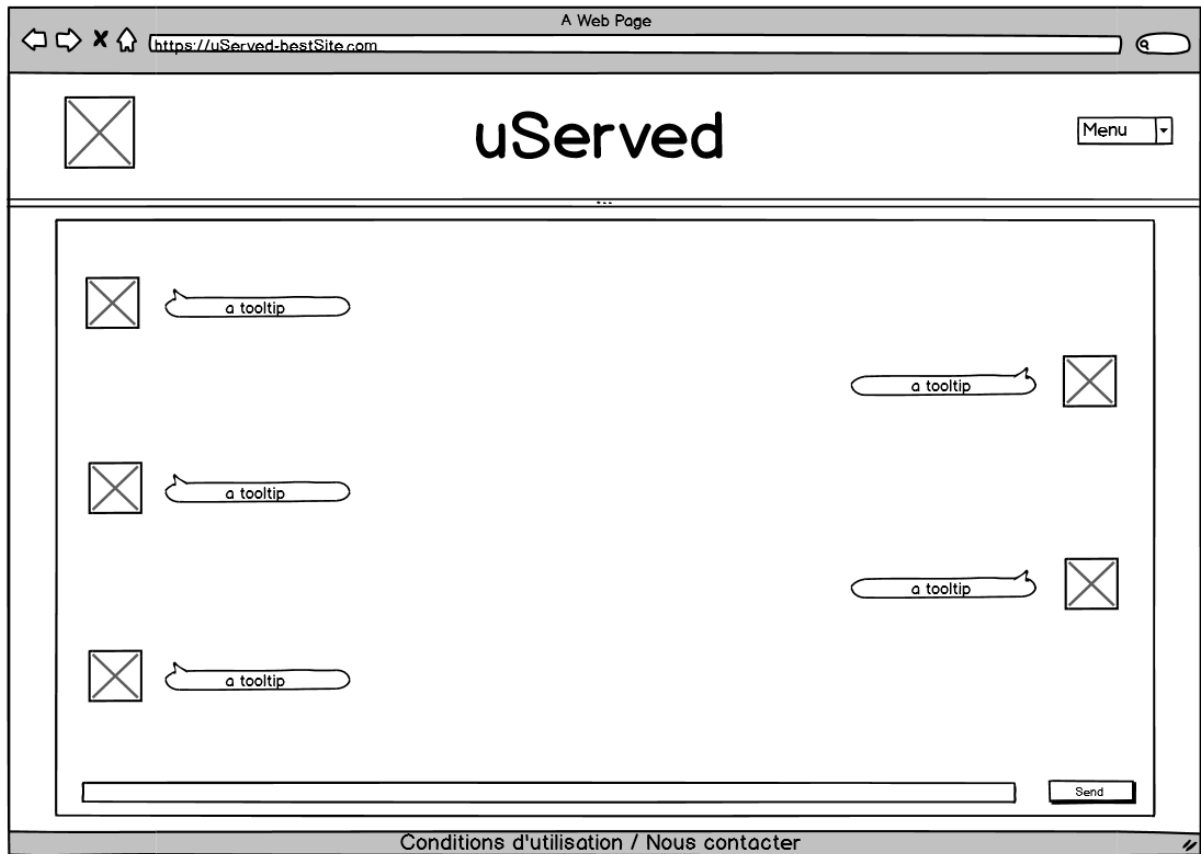 A Web Page
https://uServed-bestSite.com
uServed
Menu
a tooltip
a tooltip
a tooltip
a tooltip
a tooltip
Send
Conditions d'utilisation / Nous contacter